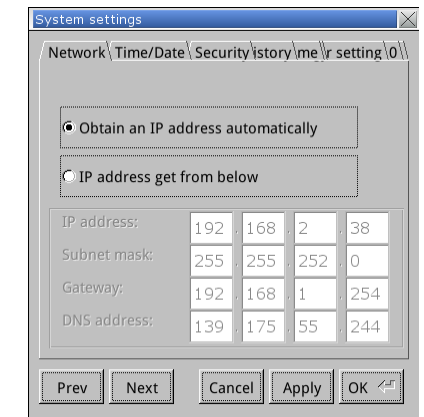 System settings
Network Time/Date Security istory me r setting 0
Obtain an IP address automatically
IP address get from below
IP address: 192 . 168 . 2 . 38
Subnet mask: 255 . 255 . 252 . 0
Gateway: 192 . 168 . 1 . 254
DNS address: 139 . 175 . 55 . 244
Prev Next Cancel Apply OK